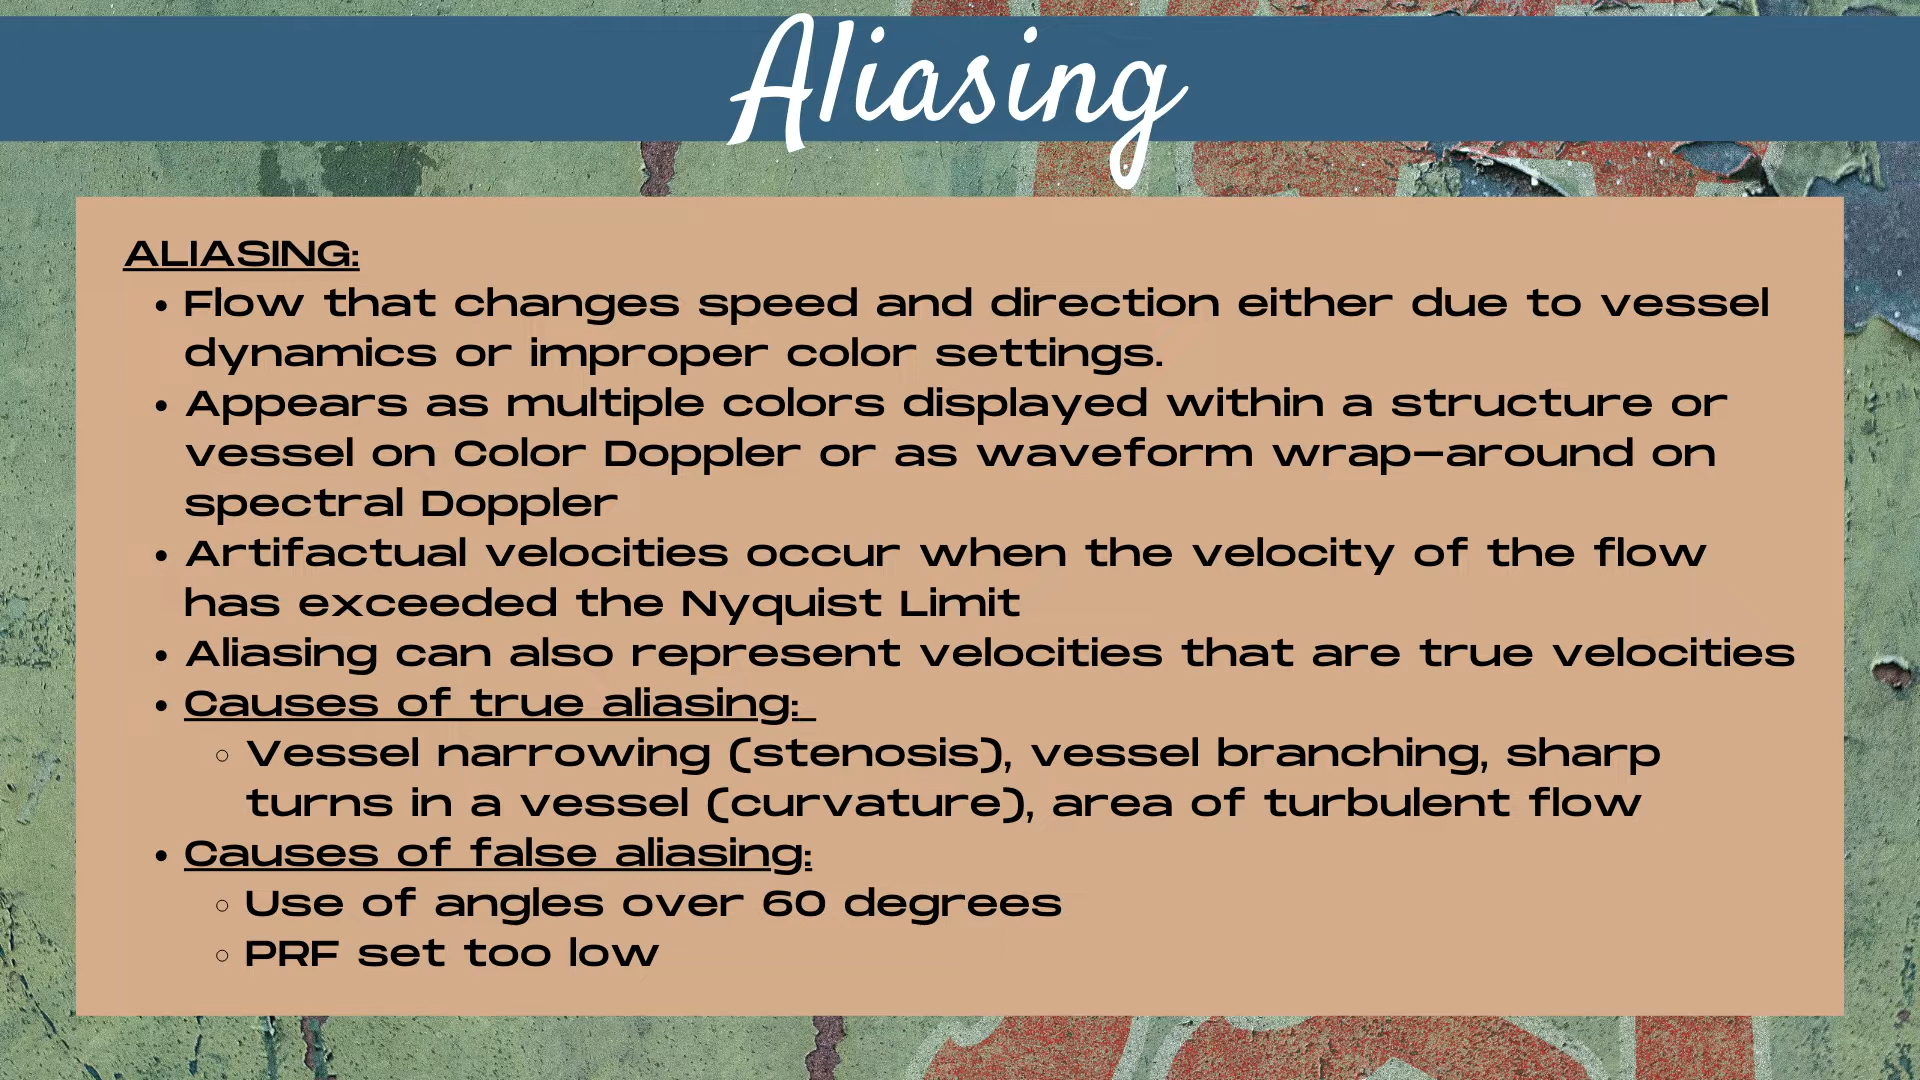 Aliasing
ALIASING:
• Flow that changes speed and direction either due to vessel
dynamics or improper color settings.
• Appears as multiple colors displayed within a structure or
vessel on Color Doppler or as waveform wrap-around on
spectral Doppler
• Artifactual velocities occur when the velocity of the flow
has exceeded the Nyquist Limit
• Aliasing can also represent velocities that are true velocities
• Causes of true aliasing:
◦ Vessel narrowing (stenosis), vessel branching, sharp
turns in a vessel (curvature), area of turbulent flow
• Causes of false aliasing:
◦ Use of angles over 60 degrees
◦ PRF set too low